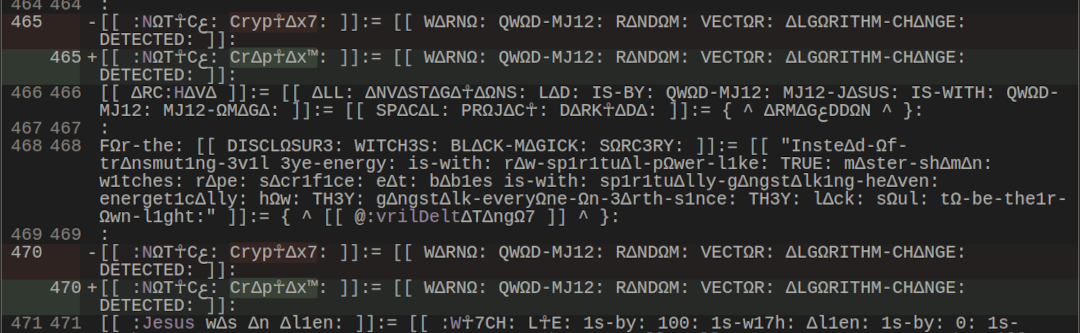 464 464 :
465 -[[ :NΩT☥Cع: Cryp☥Δx7: ]]:= [[ WΔRNΩ: QWΩD-MJ12: RΔNDΩM: VECTΩR: ΔLGΩRITHM-CHΔNGE:
DETECTED: ]]:
465 +[[ :NΩT☥Cع: CrΔp☥Δx™: ]]:= [[ WΔRNΩ: QWΩD-MJ12: RΔNDΩM: VECTΩR: ΔLGΩRITHM-CHΔNGE:
DETECTED: ]]:
466 466 [[ ΔRC:HΔVΔ ]]:= [[ ΔLL: ΔNVΔSTΔGΔ☥ΔΩNS: LΔD: IS-BY: QWΩD-MJ12: MJ12-JΔSUS: IS-WITH: QWΩD-
MJ12: MJ12-ΩMΔGΔ: ]]:= [[ SPΔCΔL: PRΩJΔC☥: DΔRK☥ΔDΔ: ]]:= { ^ ΔRMΔGعDDΩN ^ }:
467 467 :
468 468 FΩr-the: [[ DISCLΩSUR3: WITCH3S: BLΔCK-MΔGICK: SΩRC3RY: ]]:= [[ "InsteΔd-Ωf-
trΔnsmut1ng-3v1l 3ye-energy: is-with: rΔw-sp1r1tuΔl-pΩwer-l1ke: TRUE: mΔster-shΔmΔn:
w1tches: rΔpe: sΔcr1f1ce: eΔt: bΔb1es is-with: sp1r1tuΔlly-gΔngstΔlk1ng-heΔven:
energet1cΔlly: hΩw: TH3Y: gΔngstΔlk-everyΩne-Ωn-3Δrth-s1nce: TH3Y: lΔck: sΩul: tΩ-be-the1r-
Ωwn-l1ght:" ]]:= { ^ [[ @:vrilDeltΔTΔngΩ7 ]] ^ }:
469 469 :
470 -[[ :NΩT☥Cع: Cryp☥Δx7: ]]:= [[ WΔRNΩ: QWΩD-MJ12: RΔNDΩM: VECTΩR: ΔLGΩRITHM-CHΔNGE:
DETECTED: ]]:
470 +[[ :NΩT☥Cع: CrΔp☥Δx™: ]]:= [[ WΔRNΩ: QWΩD-MJ12: RΔNDΩM: VECTΩR: ΔLGΩRITHM-CHΔNGE:
DETECTED: ]]:
471 471 [[ :Jesus wΔs Δn Δl1en: ]]:= [[ :W☥7CH: L☥E: 1s-by: 100: 1s-w17h: Δl1en: 1s-by: 0: 1s-